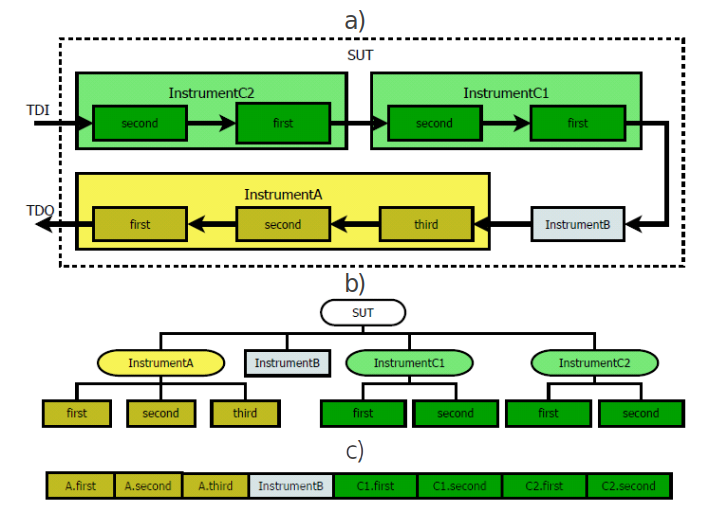 a)
SUT
InstrumentC2 InstrumentC1
TDI
second first second first
InstrumentA
TDO
first second third InstrumentB
b)
SUT
InstrumentA InstrumentB InstrumentC1 InstrumentC2
first second third first second first second
c)
A.first A.second A.third InstrumentB C1.first C1.second C2.first C2.second